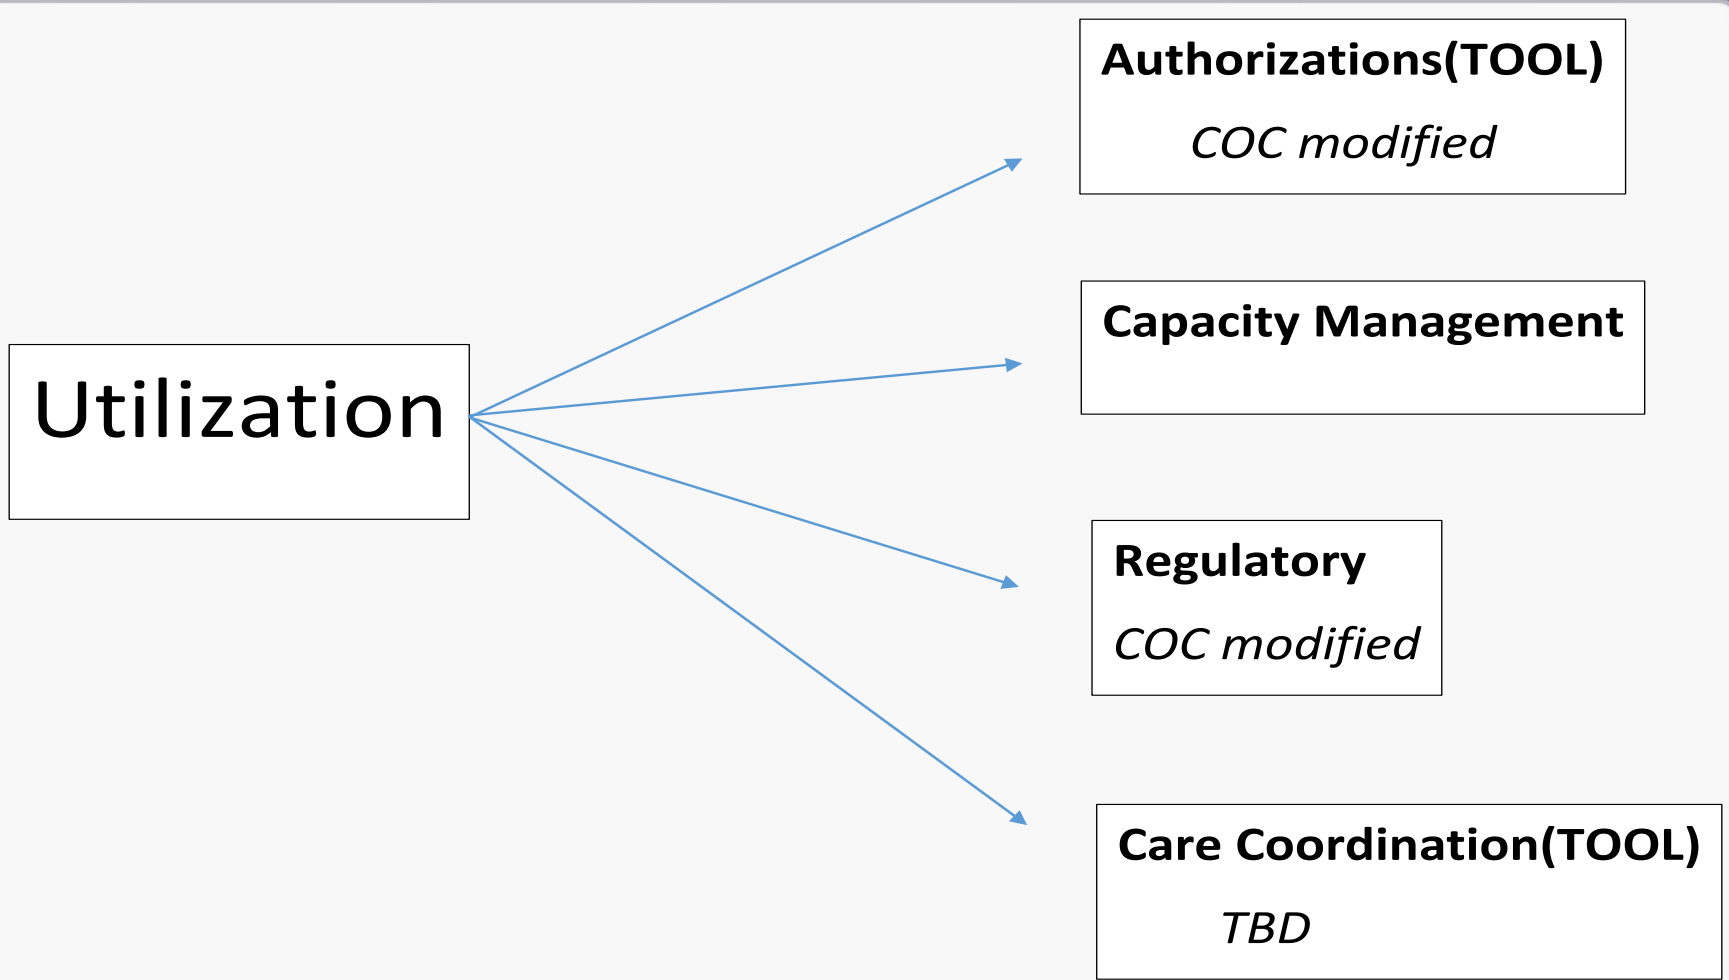 Authorizations(TOOL)
COC modified
Capacity Management
Utilization
Regulatory
COC modified
Care Coordination(TOOL)
TBD